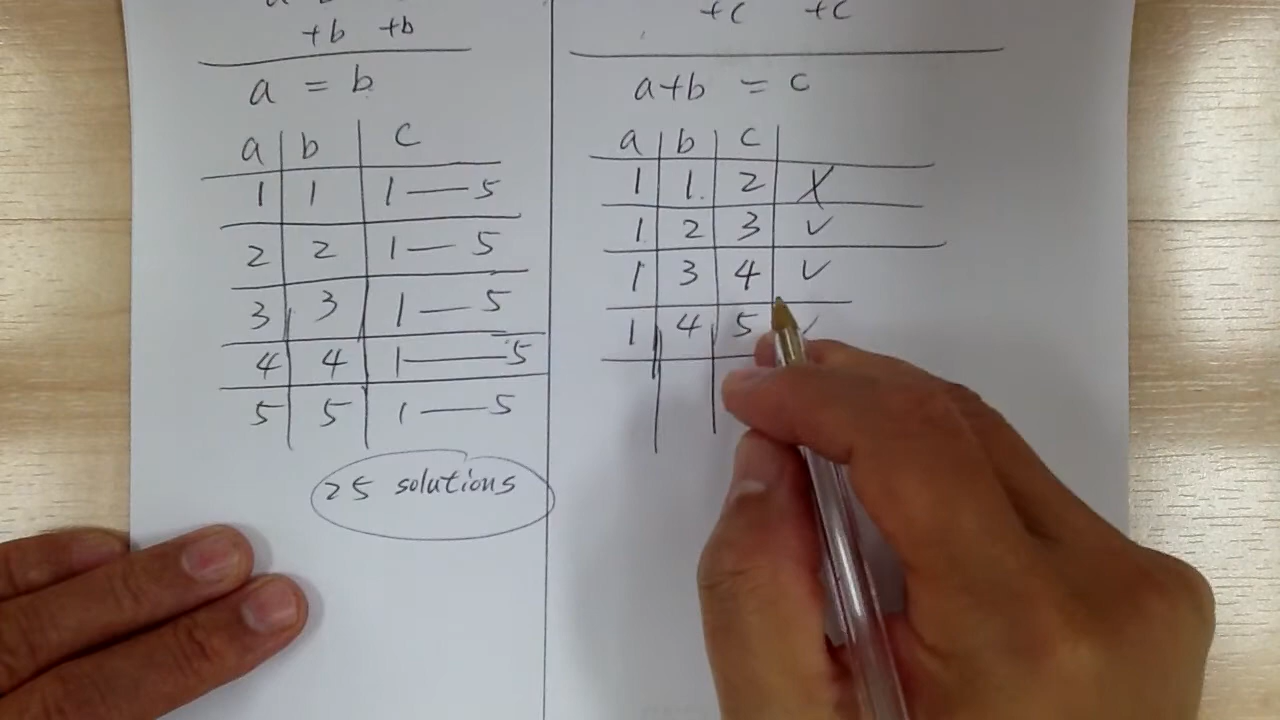 +b +b
a = b
a b c
1 1 1 — 5
2 2 1 — 5
3 3 1 — 5
4 4 1 — 5
5 5 1 — 5
25 solutions
+c +c
a+b = c
a b c
1 1. 2 X
1 2 3 ✓
1 3 4 ✓
1 4 5 ✓